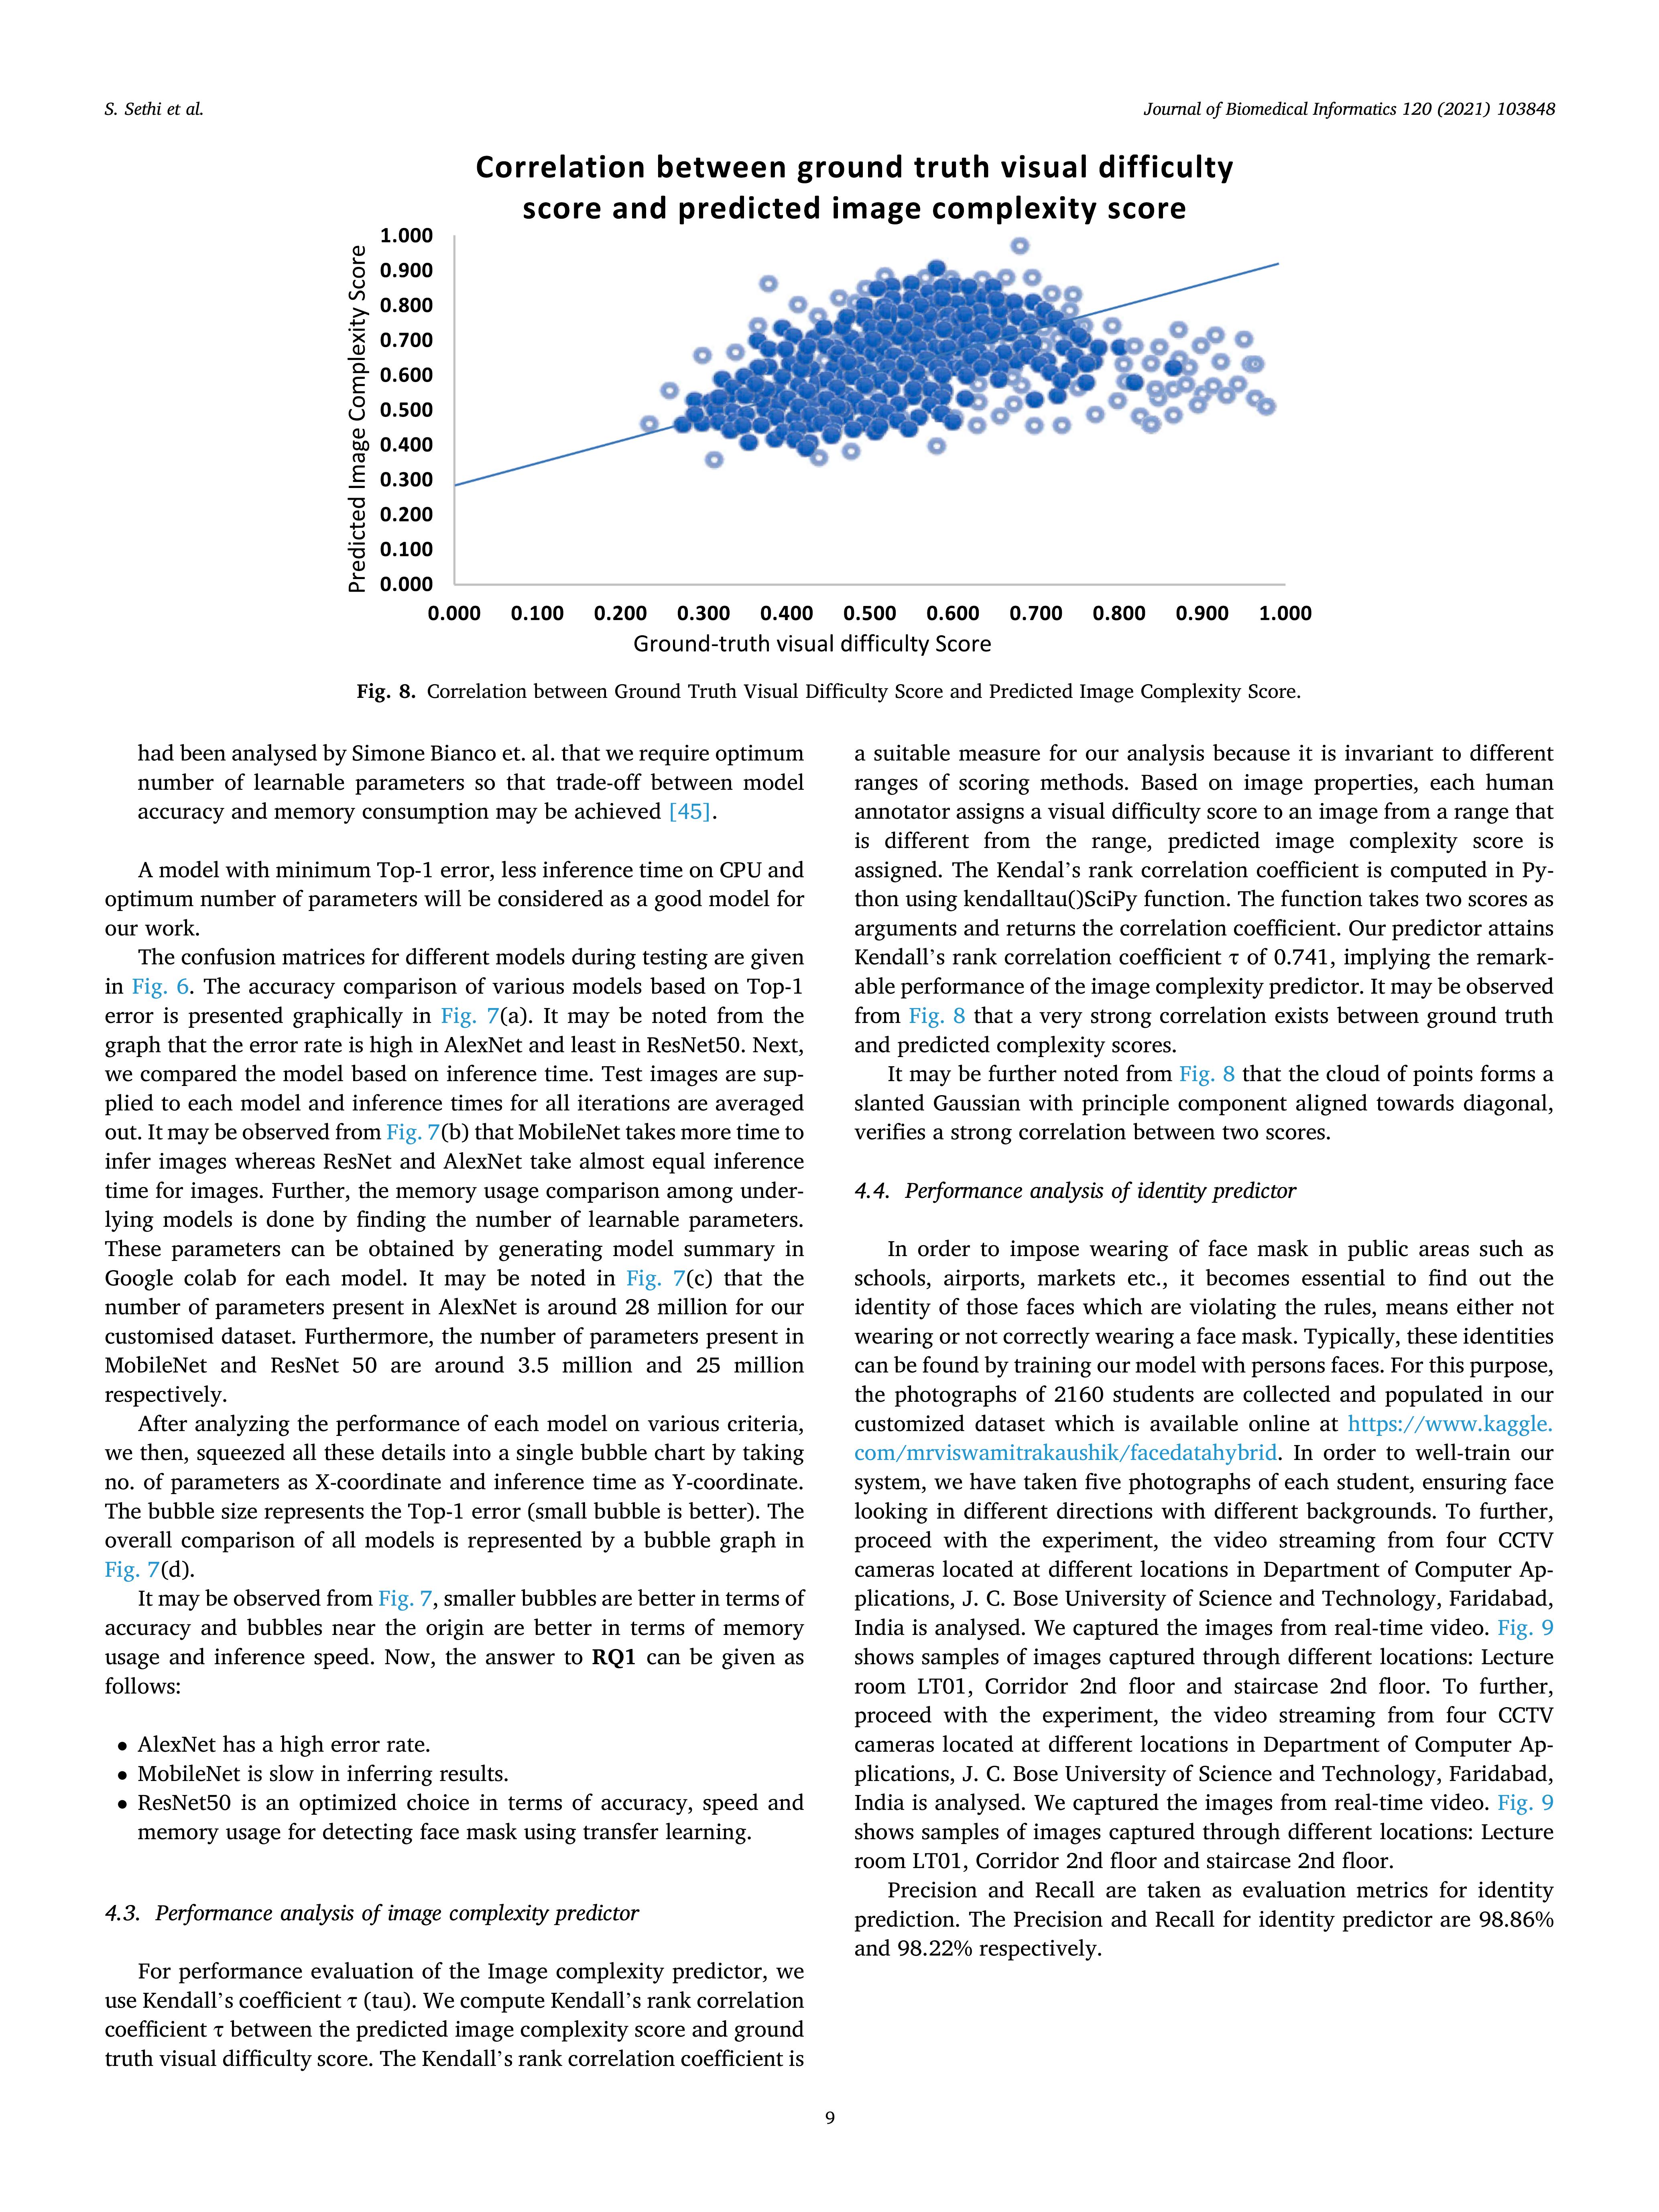 S. Sethi et al.
Journal of Biomedical Informatics 120 (2021) 103848
Correlation between ground truth visual difficulty
score and predicted image complexity score
Predicted Image Complexity Score
1.000
0.900
0.800
0.700
0.600
0.500
0.400
0.300
0.200
0.100
0.000
0.000 0.100 0.200 0.300 0.400 0.500 0.600 0.700 0.800 0.900 1.000
Ground-truth visual difficulty Score
Fig. 8. Correlation between Ground Truth Visual Difficulty Score and Predicted Image Complexity Score.
had been analysed by Simone Bianco et. al. that we require optimum
number of learnable parameters so that trade-off between model
accuracy and memory consumption may be achieved [45].
A model with minimum Top-1 error, less inference time on CPU and
optimum number of parameters will be considered as a good model for
our work.
The confusion matrices for different models during testing are given
in Fig. 6. The accuracy comparison of various models based on Top-1
error is presented graphically in Fig. 7(a). It may be noted from the
graph that the error rate is high in AlexNet and least in ResNet50. Next,
we compared the model based on inference time. Test images are sup-
plied to each model and inference times for all iterations are averaged
out. It may be observed from Fig. 7(b) that MobileNet takes more time to
infer images whereas ResNet and AlexNet take almost equal inference
time for images. Further, the memory usage comparison among under-
lying models is done by finding the number of learnable parameters.
These parameters can be obtained by generating model summary in
Google colab for each model. It may be noted in Fig. 7(c) that the
number of parameters present in AlexNet is around 28 million for our
customised dataset. Furthermore, the number of parameters present in
MobileNet and ResNet 50 are around 3.5 million and 25 million
respectively.
After analyzing the performance of each model on various criteria,
we then, squeezed all these details into a single bubble chart by taking
no. of parameters as X-coordinate and inference time as Y-coordinate.
The bubble size represents the Top-1 error (small bubble is better). The
overall comparison of all models is represented by a bubble graph in
Fig. 7(d).
It may be observed from Fig. 7, smaller bubbles are better in terms of
accuracy and bubbles near the origin are better in terms of memory
usage and inference speed. Now, the answer to RQ1 can be given as
follows:
• AlexNet has a high error rate.
• MobileNet is slow in inferring results.
• ResNet50 is an optimized choice in terms of accuracy, speed and
memory usage for detecting face mask using transfer learning.
4.3. Performance analysis of image complexity predictor
For performance evaluation of the Image complexity predictor, we
use Kendall's coefficient τ (tau). We compute Kendall's rank correlation
coefficient τ between the predicted image complexity score and ground
truth visual difficulty score. The Kendall's rank correlation coefficient is
a suitable measure for our analysis because it is invariant to different
ranges of scoring methods. Based on image properties, each human
annotator assigns a visual difficulty score to an image from a range that
is different from the range, predicted image complexity score is
assigned. The Kendal's rank correlation coefficient is computed in Py-
thon using kendalltau()SciPy function. The function takes two scores as
arguments and returns the correlation coefficient. Our predictor attains
Kendall's rank correlation coefficient τ of 0.741, implying the remark-
able performance of the image complexity predictor. It may be observed
from Fig. 8 that a very strong correlation exists between ground truth
and predicted complexity scores.
It may be further noted from Fig. 8 that the cloud of points forms a
slanted Gaussian with principle component aligned towards diagonal,
verifies a strong correlation between two scores.
4.4. Performance analysis of identity predictor
In order to impose wearing of face mask in public areas such as
schools, airports, markets etc., it becomes essential to find out the
identity of those faces which are violating the rules, means either not
wearing or not correctly wearing a face mask. Typically, these identities
can be found by training our model with persons faces. For this purpose,
the photographs of 2160 students are collected and populated in our
customized dataset which is available online at https://www.kaggle.
com/mrviswamitrakaushik/facedatahybrid. In order to well-train our
system, we have taken five photographs of each student, ensuring face
looking in different directions with different backgrounds. To further,
proceed with the experiment, the video streaming from four CCTV
cameras located at different locations in Department of Computer Ap-
plications, J. C. Bose University of Science and Technology, Faridabad,
India is analysed. We captured the images from real-time video. Fig. 9
shows samples of images captured through different locations: Lecture
room LT01, Corridor 2nd floor and staircase 2nd floor. To further,
proceed with the experiment, the video streaming from four CCTV
cameras located at different locations in Department of Computer Ap-
plications, J. C. Bose University of Science and Technology, Faridabad,
India is analysed. We captured the images from real-time video. Fig. 9
shows samples of images captured through different locations: Lecture
room LT01, Corridor 2nd floor and staircase 2nd floor.
Precision and Recall are taken as evaluation metrics for identity
prediction. The Precision and Recall for identity predictor are 98.86%
and 98.22% respectively.
9